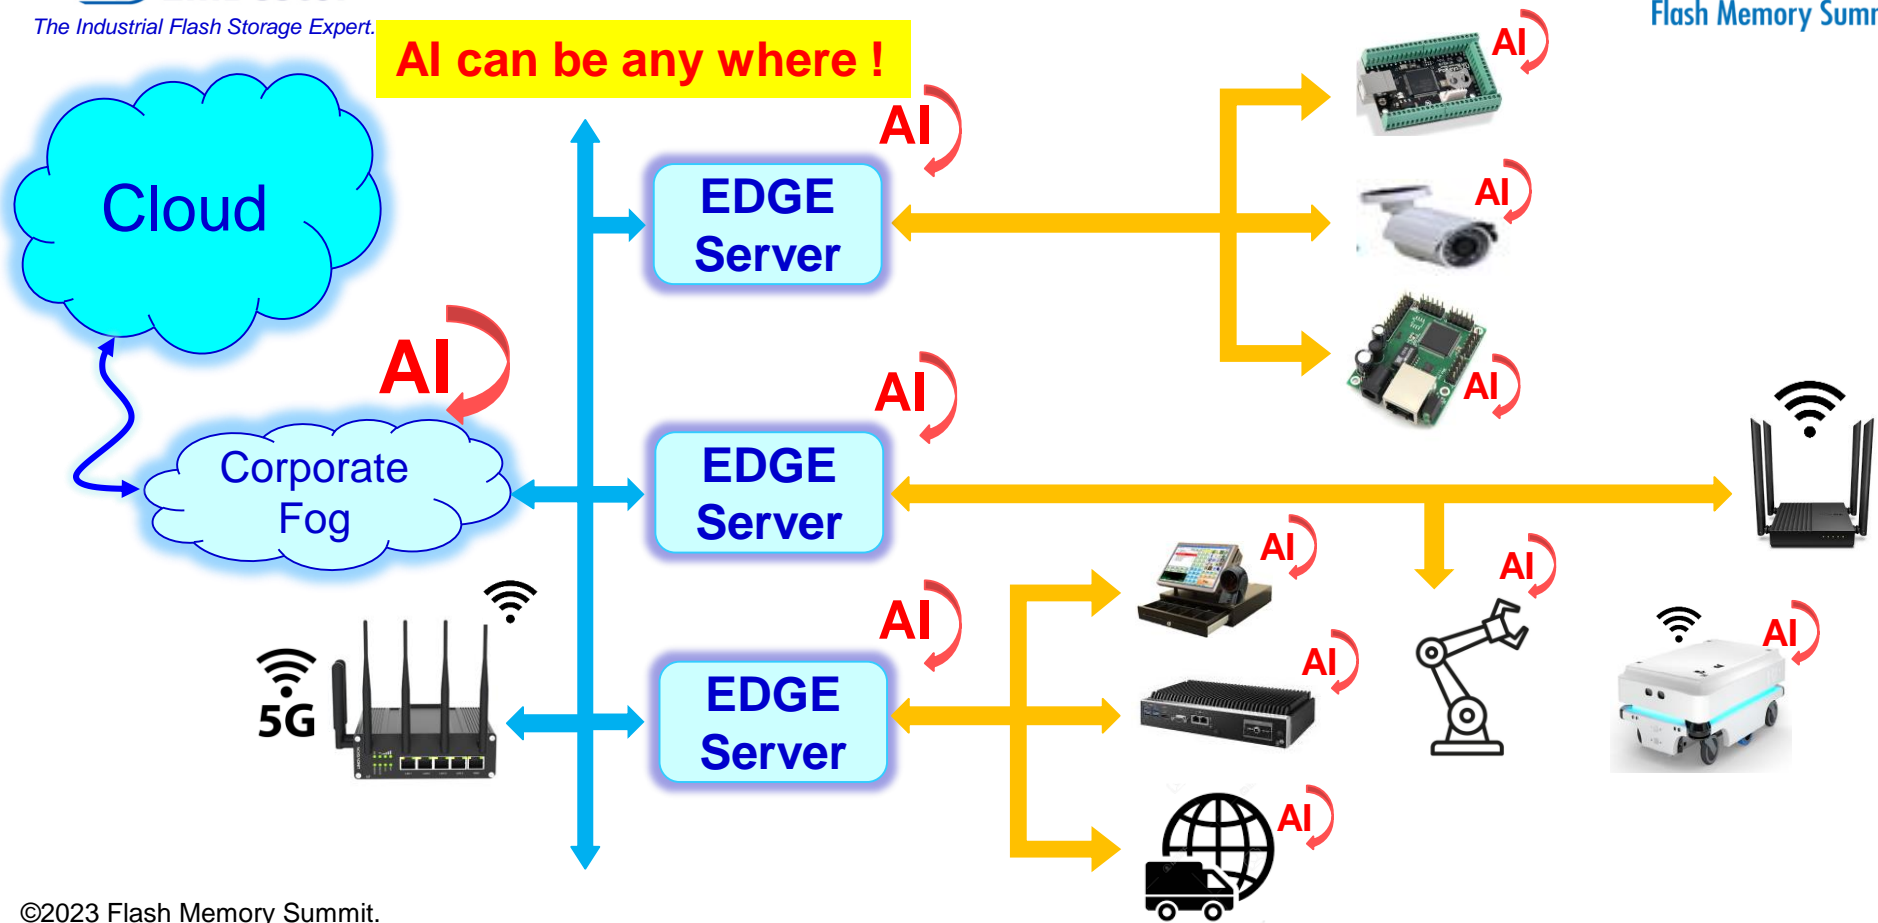 The Industrial Flash Storage Expert.
Flash Memory
AI can be any where !
AI
AI
AI
EDGE
Server
Cloud
AI
AI
AI
AI
EDGE
Server
Corporate
Fog
AI
AI
AI
AI
EDGE
Server
AI
5G
AI
©2023 Flash Memory Summit.